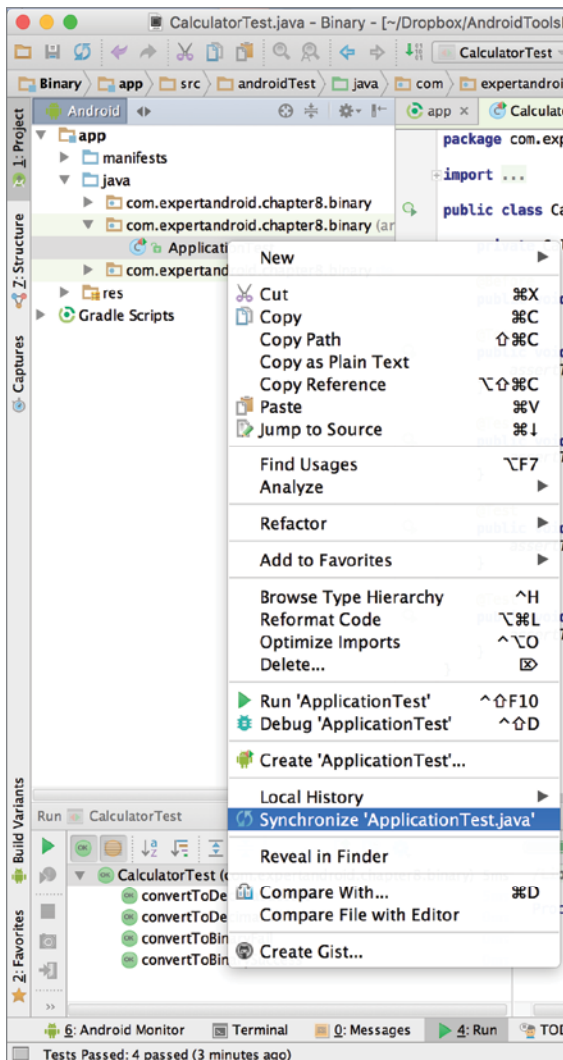 CalculatorTest.java - Binary - [~/Dropbox/AndroidTools
CalculatorTest
Binary app src androidTest java com expertandroi
1: Project
Android
app
Calculat
app
manifests
java
com.expertandroid.chapter8.binary
com.expertandroid.chapter8.binary (ar
Applicati
com.expertand
res
Gradle Scripts
package com.exp
import ...
public class Ca
Z: Structure
Captures
Build Variants
2: Favorites
New
Cut ⌘X
Copy ⌘C
Copy Path ⇧⌘C
Copy as Plain Text
Copy Reference ⌥⇧⌘C
Paste ⌘V
Jump to Source ⌘↓
Find Usages ⌥F7
Analyze
Refactor
Add to Favorites
Browse Type Hierarchy ^H
Reformat Code ⌥⌘L
Optimize Imports ^⌥O
Delete... ⌦
Run 'ApplicationTest' ^⇧F10
Debug 'ApplicationTest' ^⇧D
Create 'ApplicationTest'...
Local History
Synchronize 'ApplicationTest.java'
Reveal in Finder
Compare With... ⌘D
Compare File with Editor
Create Gist...
Run CalculatorTest
CalculatorTest (
convertToDe
convertToDe
convertToBin
convertToBin
6: Android Monitor Terminal 0: Messages 4: Run TOD
Tests Passed: 4 passed (3 minutes ago)